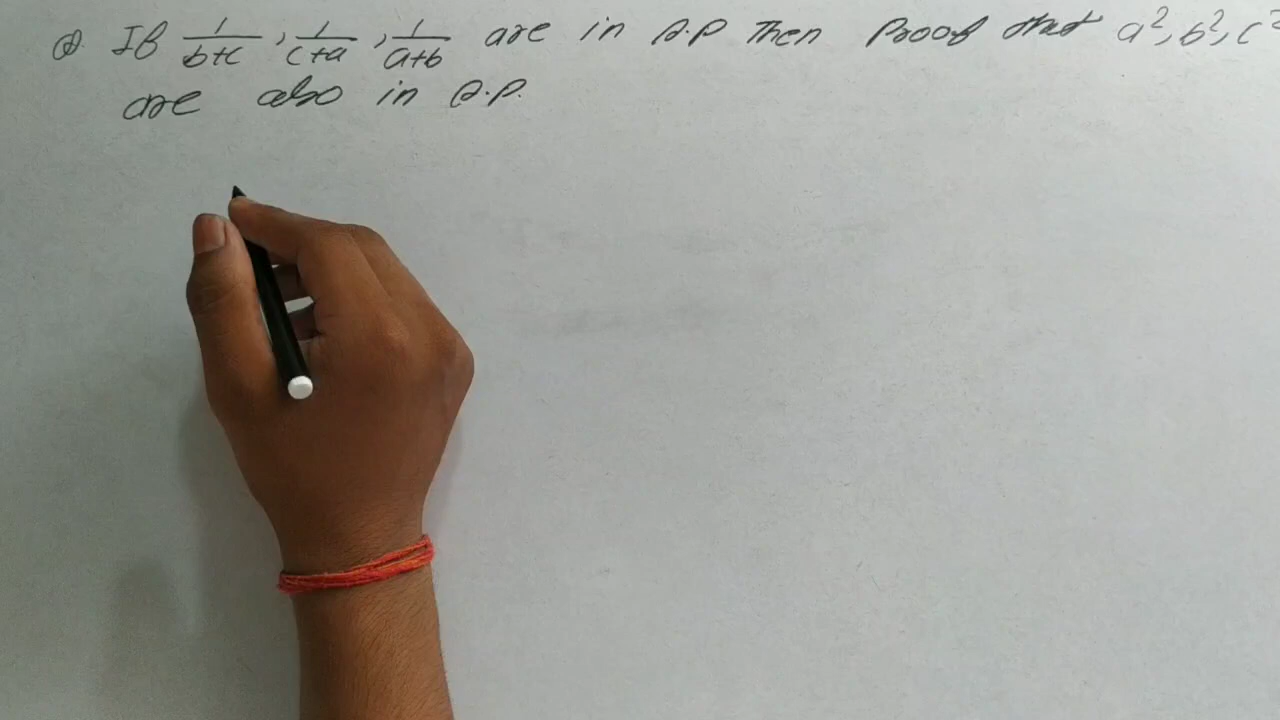 Q. If 1/(b+c), 1/(c+a), 1/(a+b) are in A.P Then Proof that a², b², c²
are also in A.P.